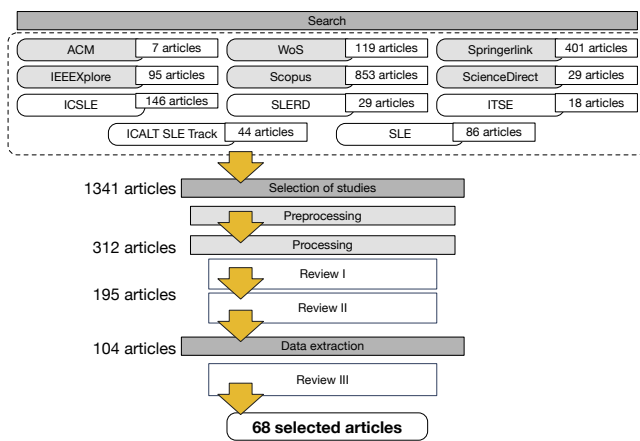 Search
ACM 7 articles WoS 119 articles Springerlink 401 articles
IEEEXplore 95 articles Scopus 853 articles ScienceDirect 29 articles
ICSLE 146 articles SLERD 29 articles ITSE 18 articles
ICALT SLE Track 44 articles SLE 86 articles
1341 articles Selection of studies
Preprocessing
312 articles Processing
Review I
195 articles
Review II
104 articles Data extraction
Review III
68 selected articles